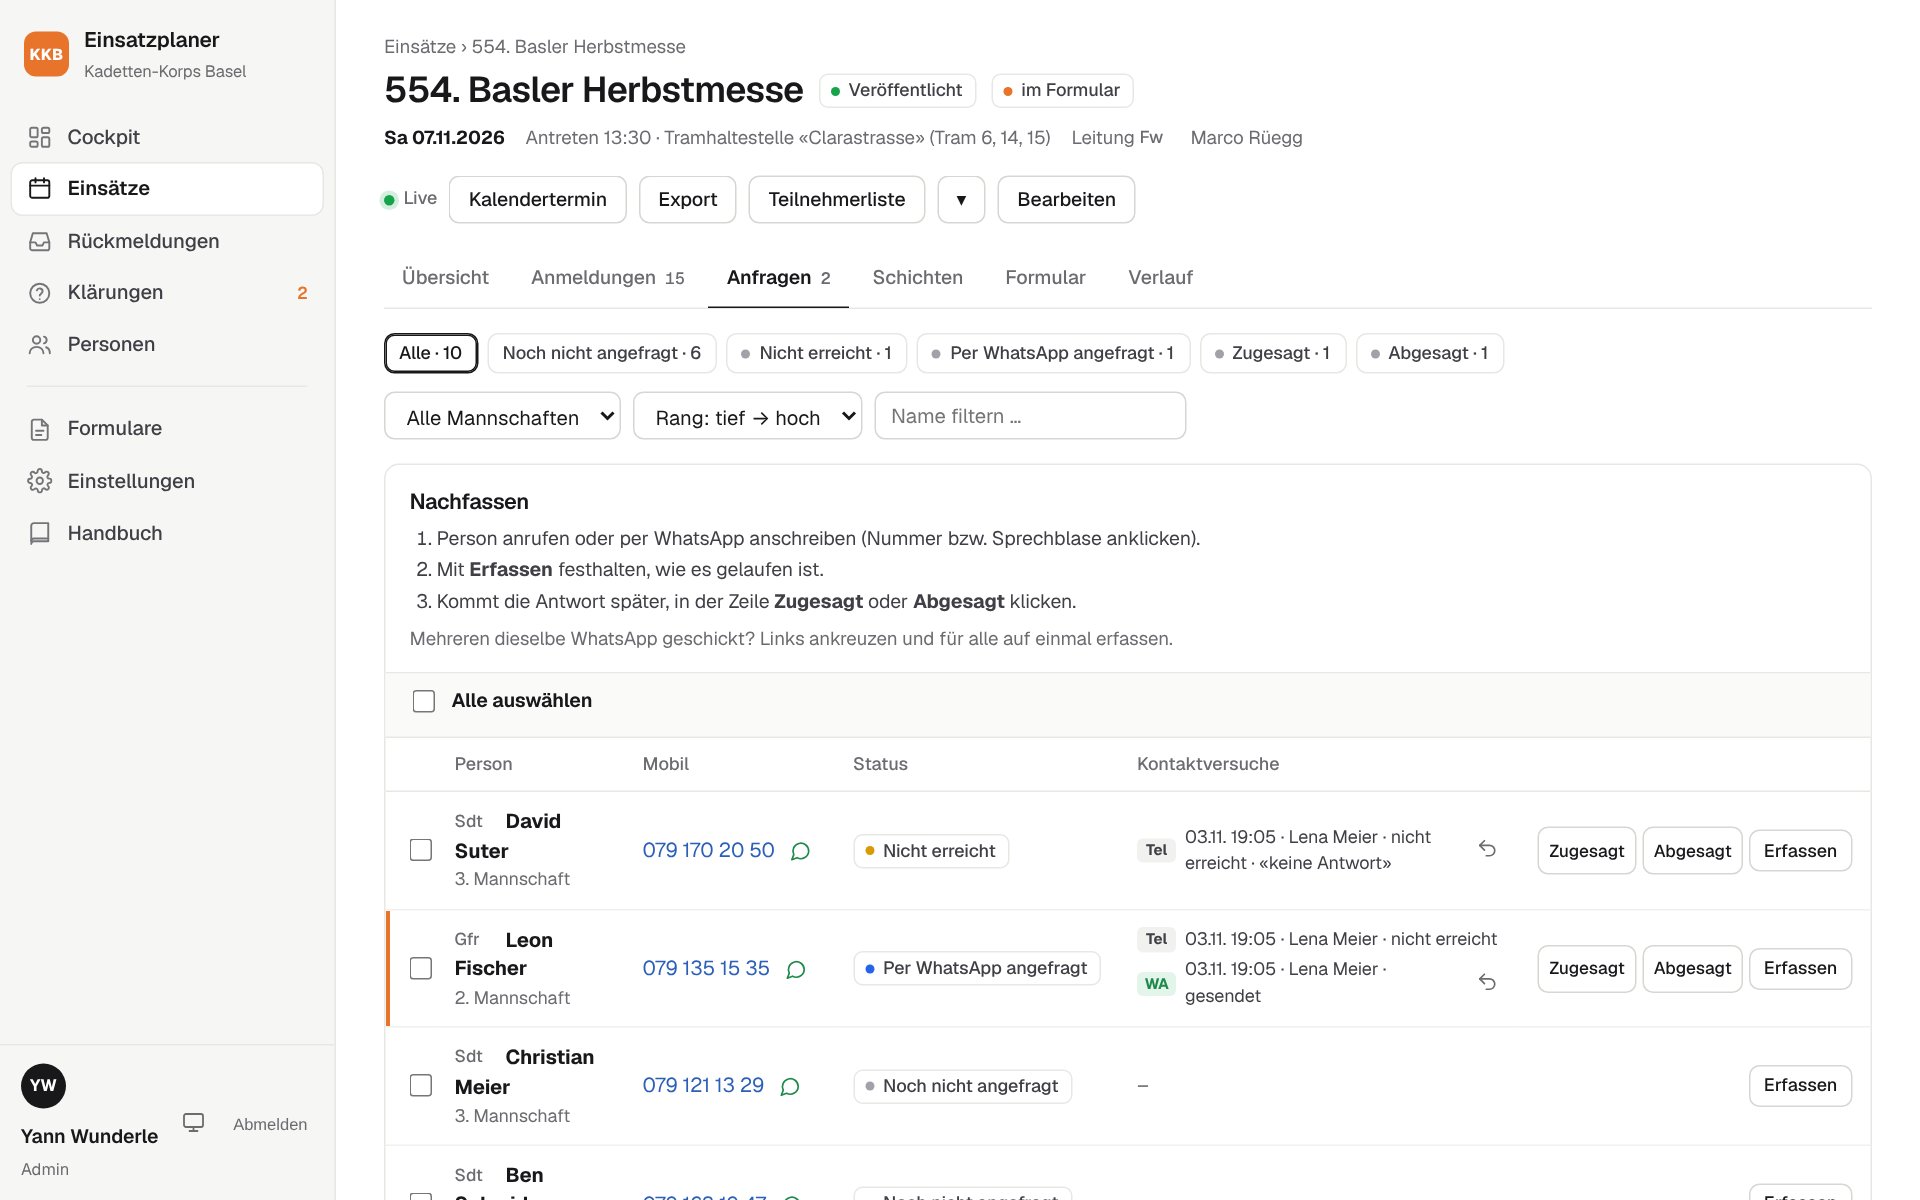 KKB
Einsatzplaner
Kadetten-Korps Basel
Cockpit
Einsätze
Rückmeldungen
Klärungen 2
Personen
Formulare
Einstellungen
Handbuch
YW
Yann Wunderle
Admin
Abmelden
Einsätze › 554. Basler Herbstmesse
554. Basler Herbstmesse
Veröffentlicht
im Formular
Sa 07.11.2026 Antreten 13:30 · Tramhaltestelle «Clarastrasse» (Tram 6, 14, 15) Leitung Fw Marco Rüegg
Live
Kalendertermin
Export
Teilnehmerliste
▼
Bearbeiten
Übersicht
Anmeldungen 15
Anfragen 2
Schichten
Formular
Verlauf
Alle · 10
Noch nicht angefragt · 6
Nicht erreicht · 1
Per WhatsApp angefragt · 1
Zugesagt · 1
Abgesagt · 1
Alle Mannschaften
Rang: tief → hoch
Name filtern ...
Nachfassen
1. Person anrufen oder per WhatsApp anschreiben (Nummer bzw. Sprechblase anklicken).
2. Mit Erfassen festhalten, wie es gelaufen ist.
3. Kommt die Antwort später, in der Zeile Zugesagt oder Abgesagt klicken.
Mehreren dieselbe WhatsApp geschickt? Links ankreuzen und für alle auf einmal erfassen.
Alle auswählen
Person Mobil Status Kontaktversuche
Sdt David
Suter
3. Mannschaft
079 170 20 50
Nicht erreicht
Tel 03.11. 19:05 · Lena Meier · nicht
erreicht · «keine Antwort»
Zugesagt Abgesagt Erfassen
Gfr Leon
Fischer
2. Mannschaft
079 135 15 35
Per WhatsApp angefragt
Tel 03.11. 19:05 · Lena Meier · nicht erreicht
WA 03.11. 19:05 · Lena Meier ·
gesendet
Zugesagt Abgesagt Erfassen
Sdt Christian
Meier
3. Mannschaft
079 121 13 29
Noch nicht angefragt
–
Erfassen
Sdt Ben